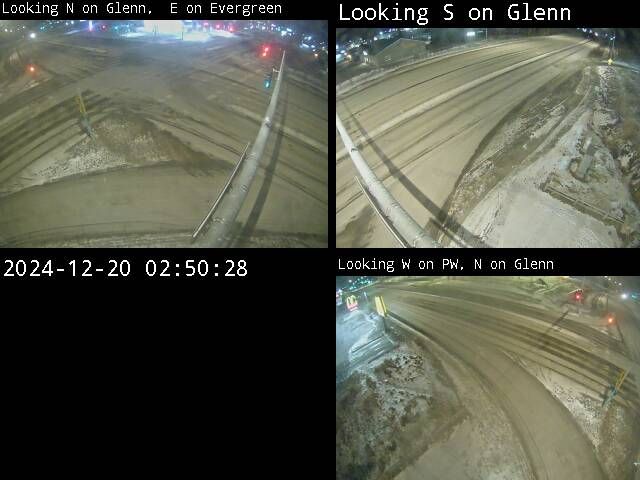 Looking N on Glenn,  E on Evergreen
Looking S on Glenn
2024-12-20 02:50:28
Looking W on PW, N on Glenn